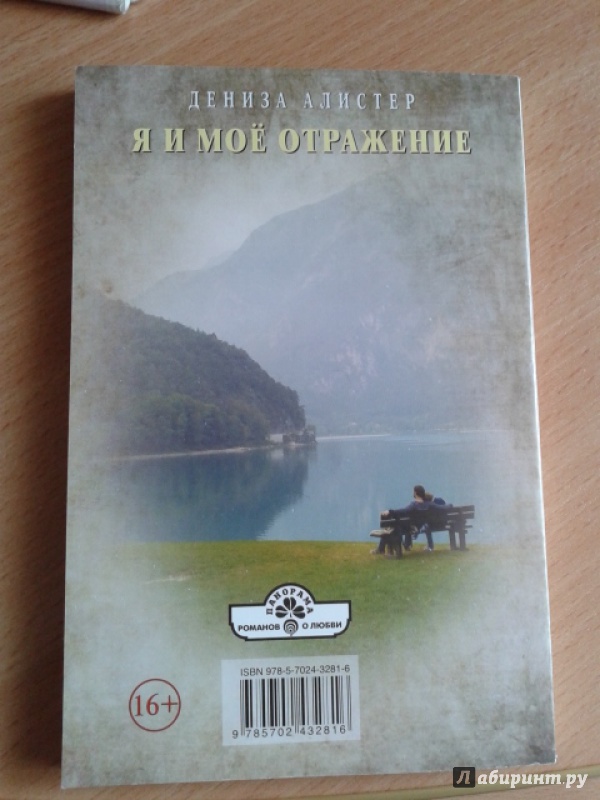 ДЕНИЗА АЛИСТЕР
Я И МОЁ ОТРАЖЕНИЕ
ПАНОРАМА
РОМАНОВ О ЛЮБВИ
ISBN 978-5-7024-3281-6
16+
9 785702 432816
Лабиринт.ру